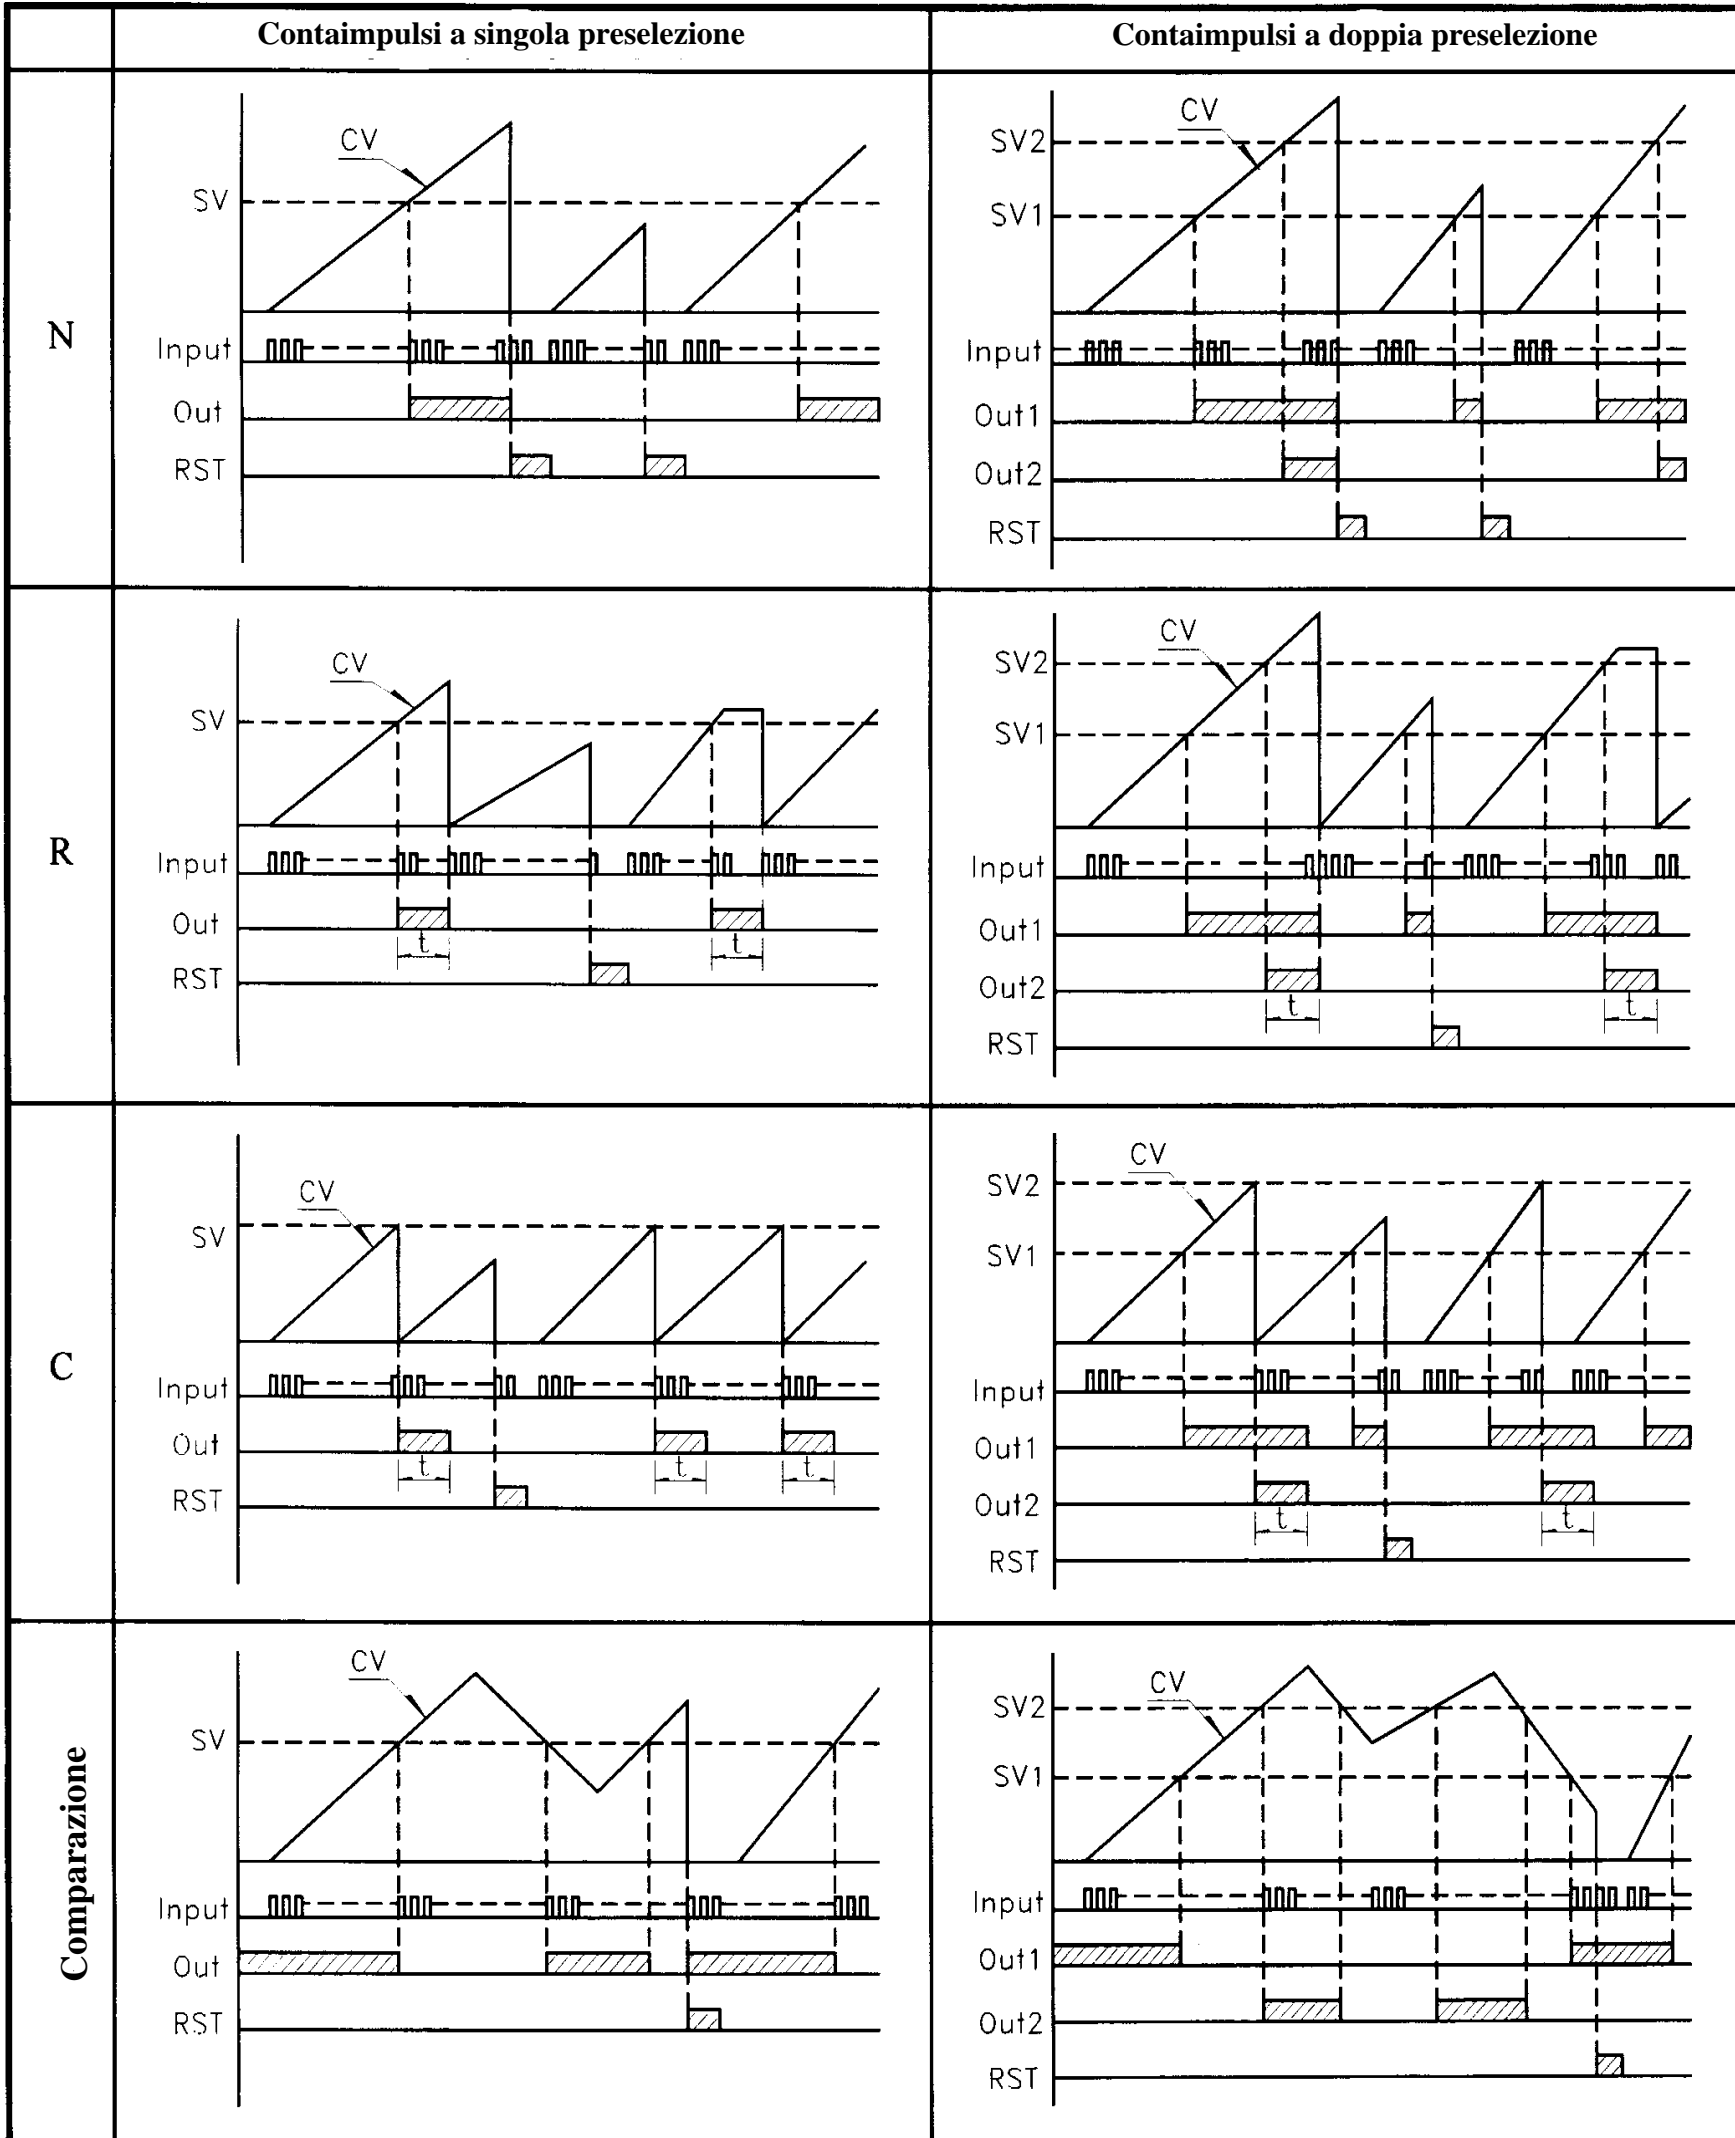 Contaimpulsi a singola preselezione
Contaimpulsi a doppia preselezione
N
CV
SV
Input
Out
RST
CV
SV2
SV1
Input
Out1
Out2
RST
R
CV
SV
Input
Out
t
t
RST
CV
SV2
SV1
Input
Out1
Out2
t
t
RST
C
CV
SV
Input
Out
t
t
t
RST
CV
SV2
SV1
Input
Out1
Out2
t
t
RST
Comparazione
CV
SV
Input
Out
RST
CV
SV2
SV1
Input
Out1
Out2
RST